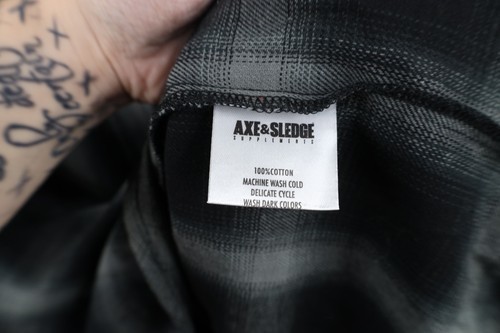 AXE&SLEDGE
SUPPLEMENTS
100%COTTON
MACHINE WASH COLD
DELICATE CYCLE
WASH DARK COLORS